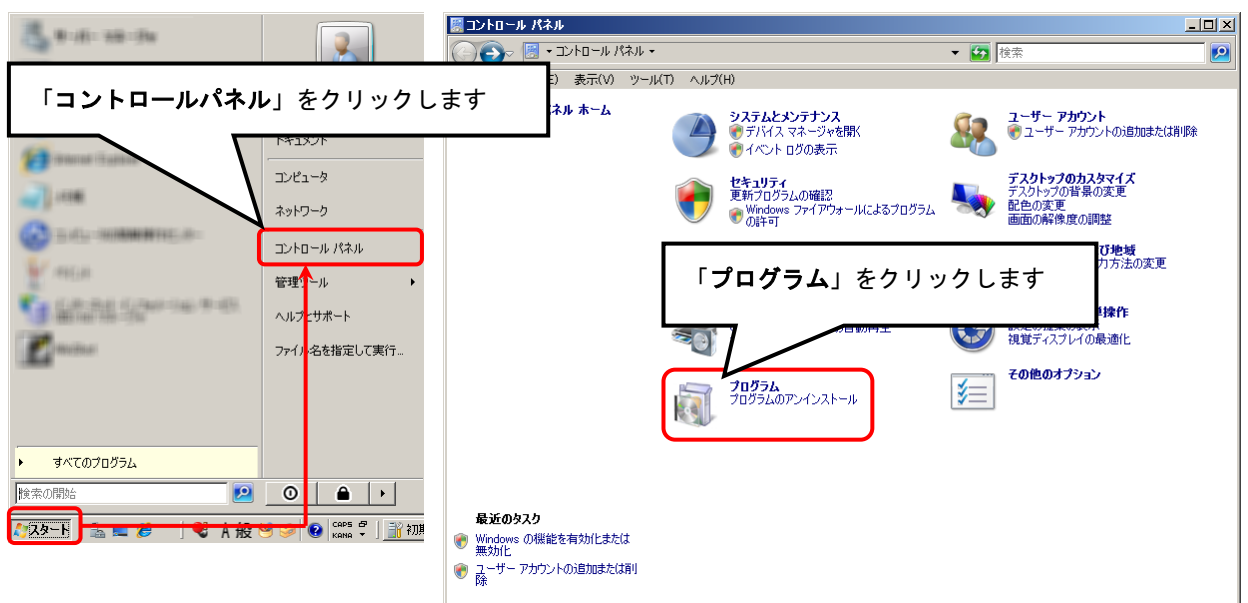 「コントロールパネル」をクリックします
ドキュメント
コンピュータ
ネットワーク
コントロール パネル
管理ツール
ヘルプとサポート
ファイル名を指定して実行...
すべてのプログラム
検索の開始
スタート
A 般
CAPS
KANA
初期
コントロール パネル
コントロール パネル
検索
表示(V) ツール(T) ヘルプ(H)
ネル ホーム
システムとメンテナンス
デバイス マネージャを開く
イベント ログの表示
セキュリティ
更新プログラムの確認
Windows ファイアウォールによるプログラム
の許可
「プログラム」をクリックします
プログラム
プログラムのアンインストール
ユーザー アカウント
ユーザー アカウントの追加または削除
デスクトップのカスタマイズ
デスクトップの背景の変更
配色の変更
画面の解像度の調整
び地域
力方法の変更
操作
視覚ディスプレイの最適化
その他のオプション
最近のタスク
Windows の機能を有効化または
無効化
ユーザー アカウントの追加または削
除